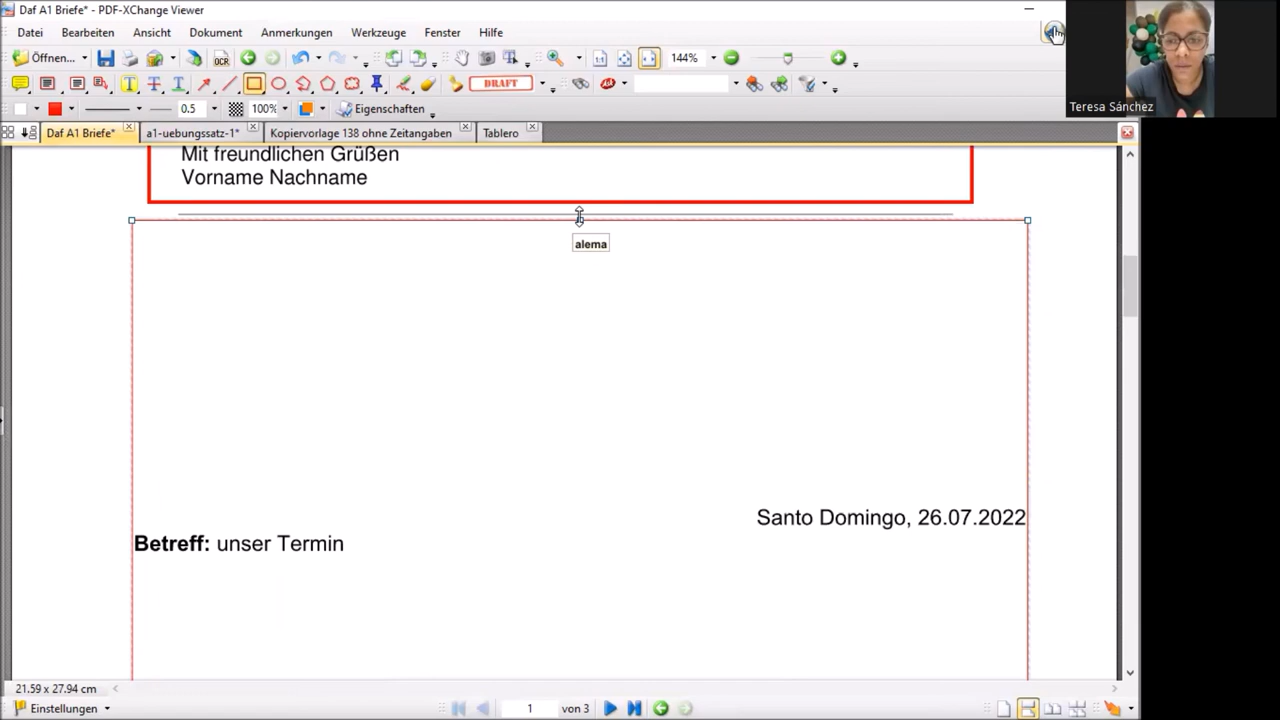 Daf A1 Briefe* - PDF-XChange Viewer
Datei Bearbeiten Ansicht Dokument Anmerkungen Werkzeuge Fenster Hilfe
Öffnen... OCR 144%
DRAFT
0.5 100% Eigenschaften
Teresa Sánchez
Daf A1 Briefe* a1-uebungssatz-1* Kopiervorlage 138 ohne Zeitangaben Tablero
Mit freundlichen Grüßen
Vorname Nachname
alema
Santo Domingo, 26.07.2022
Betreff: unser Termin
21.59 x 27.94 cm
Einstellungen 1 von 3